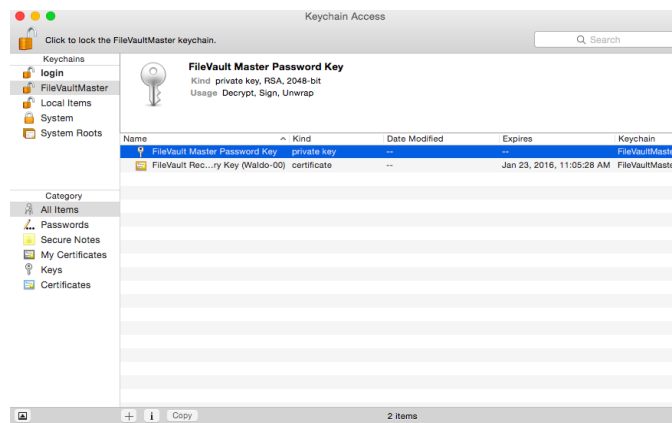 Keychain Access
Click to lock the FileVaultMaster keychain.
Search
Keychains
login
FileVaultMaster
Local Items
System
System Roots
FileVault Master Password Key
Kind private key, RSA, 2048-bit
Usage Decrypt, Sign, Unwrap
Name Kind Date Modified Expires Keychain
FileVault Master Password Key private key -- -- FileVaultMaste
FileVault Rec...ry Key (Waldo-00) certificate -- Jan 23, 2016, 11:05:28 AM FileVaultMaste
Category
All Items
Passwords
Secure Notes
My Certificates
Keys
Certificates
+ i Copy 2 items